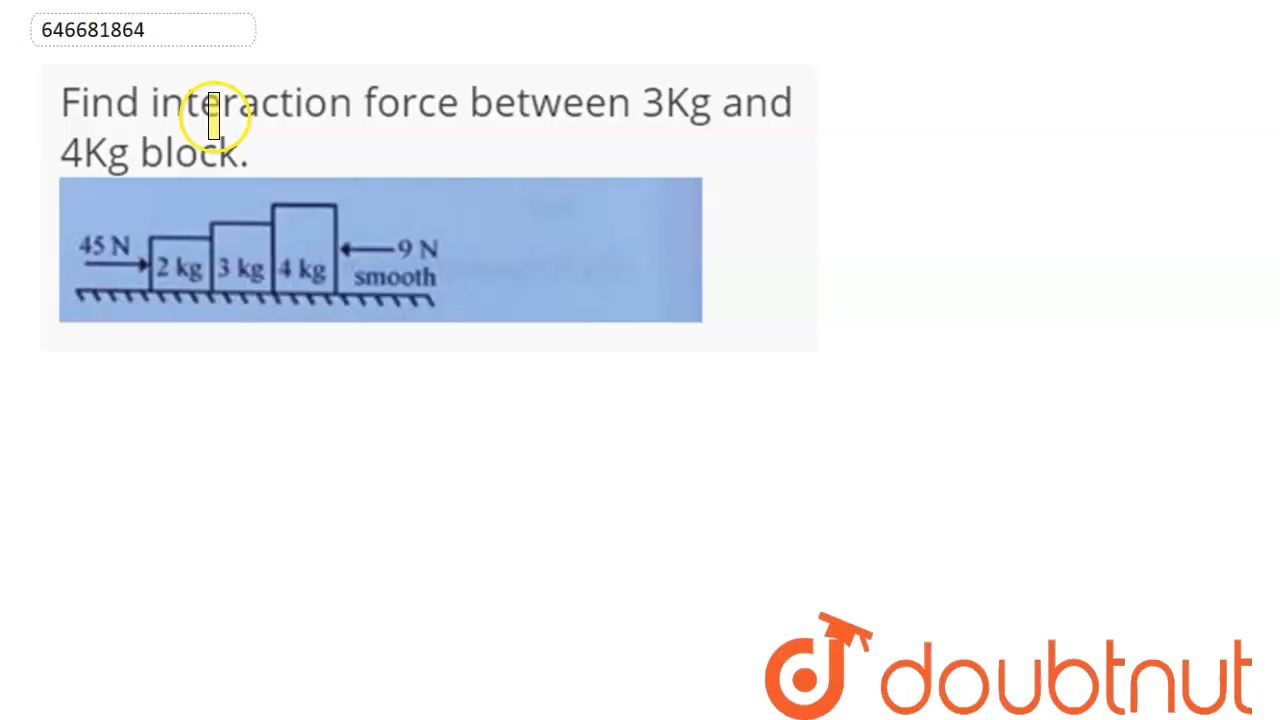 646681864
Find interaction force between 3Kg and
4Kg block.
45 N
2 kg 3 kg 4 kg
9 N
smooth
doubtnut